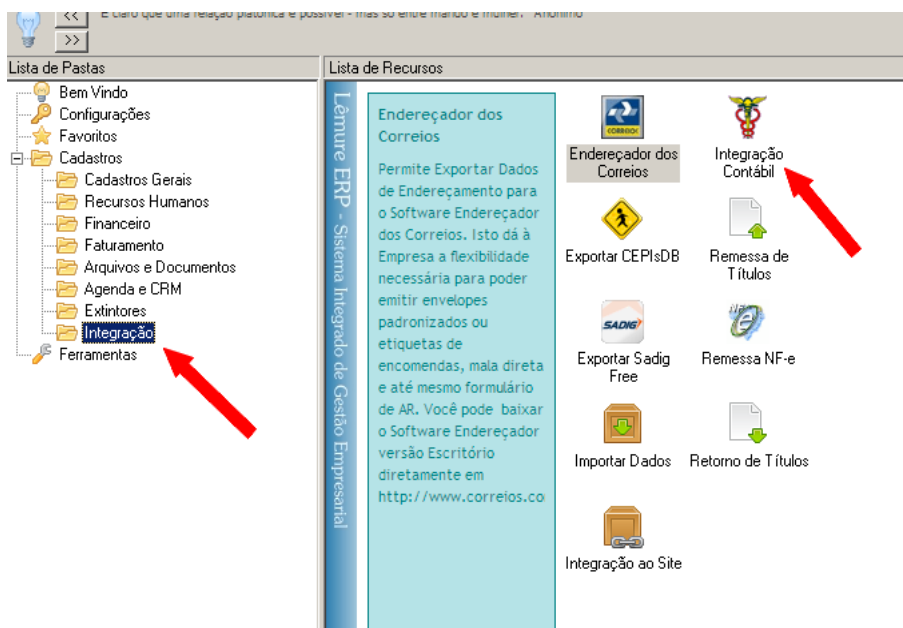 <<
É claro que uma relação platônica é possível - mas só entre marido e mulher." Anônimo
>>
Lista de Pastas
Lista de Recursos
Bem Vindo
Configurações
Favoritos
Cadastros
Cadastros Gerais
Recursos Humanos
Financeiro
Faturamento
Arquivos e Documentos
Agenda e CRM
Extintores
Integração
Ferramentas
Lêmure ERP - Sistema Integrado de Gestão Empresarial
Endereçador dos
Correios
Permite Exportar Dados
de Endereçamento para
o Software Endereçador
dos Correios. Isto dá à
Empresa a flexibilidade
necessária para poder
emitir envelopes
padronizados ou
etiquetas de
encomendas, mala direta
e até mesmo formulário
de AR. Você pode baixar
o Software Endereçador
versão Escritório
diretamente em
http://www.correios.co
CORREIOS
Endereçador dos
Correios
Integração
Contábil
Exportar CEPIsDB
Remessa de
Títulos
SADIG
Exportar Sadig
Free
NF-e
Remessa NF-e
Importar Dados
Retorno de Títulos
Integração ao Site